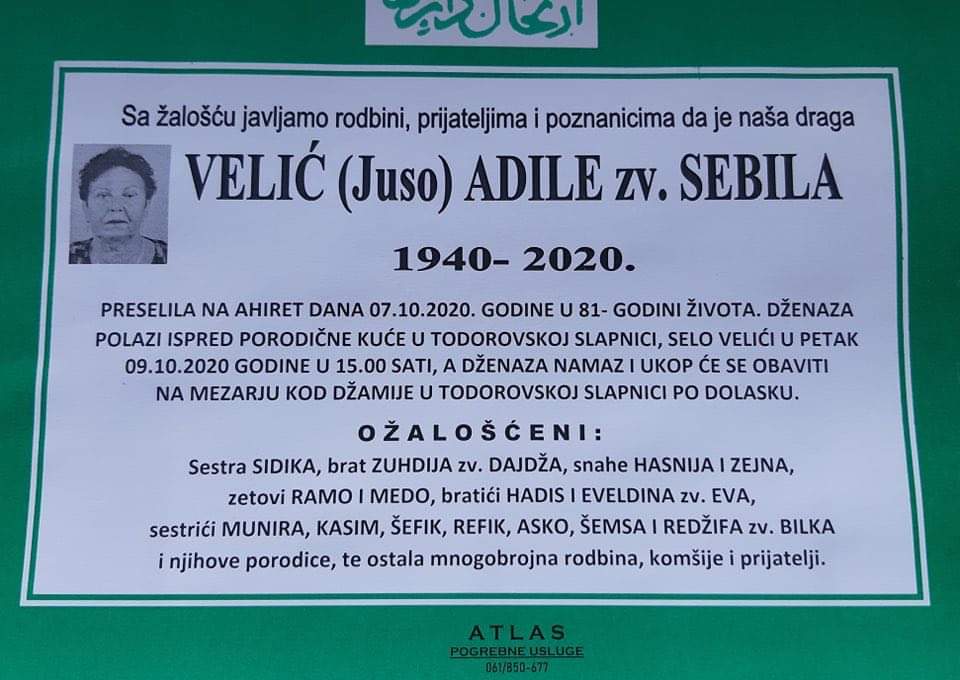 Sa žalošću javljamo rodbini, prijateljima i poznanicima da je naša draga
VELIĆ (Juso) ADILE zv. SEBILA
1940- 2020.
PRESELILA NA AHIRET DANA 07.10.2020. GODINE U 81- GODINI ŽIVOTA. DŽENAZA
POLAZI ISPRED PORODIČNE KUĆE U TODOROVSKOJ SLAPNICI, SELO VELIĆI U PETAK
09.10.2020 GODINE U 15.00 SATI, A DŽENAZA NAMAZ I UKOP ĆE SE OBAVITI
NA MEZARJU KOD DŽAMIJE U TODOROVSKOJ SLAPNICI PO DOLASKU.
OŽALOŠĆENI:
Sestra SIDIKA, brat ZUHDIJA zv. DAJDŽA, snahe HASNIJA I ZEJNA,
zetovi RAMO I MEDO, bratići HADIS I EVELDINA zv. EVA,
sestrići MUNIRA, KASIM, ŠEFIK, REFIK, ASKO, ŠEMSA I REDŽIFA zv. BILKA
i njihove porodice, te ostala mnogobrojna rodbina, komšije i prijatelji.
ATLAS
POGREBNE USLUGE
061/850-677